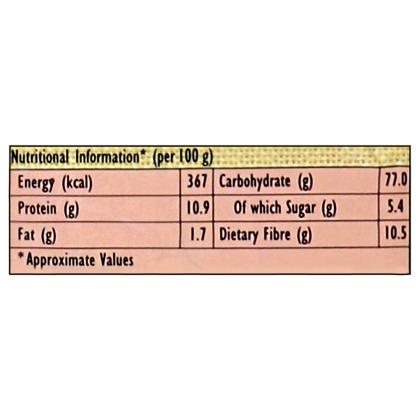 Nutritional Information* (per 100 g)
Energy (kcal) 367 Carbohydrate (g) 77.0
Protein (g) 10.9 Of which Sugar (g) 5.4
Fat (g) 1.7 Dietary Fibre (g) 10.5
*Approximate Values